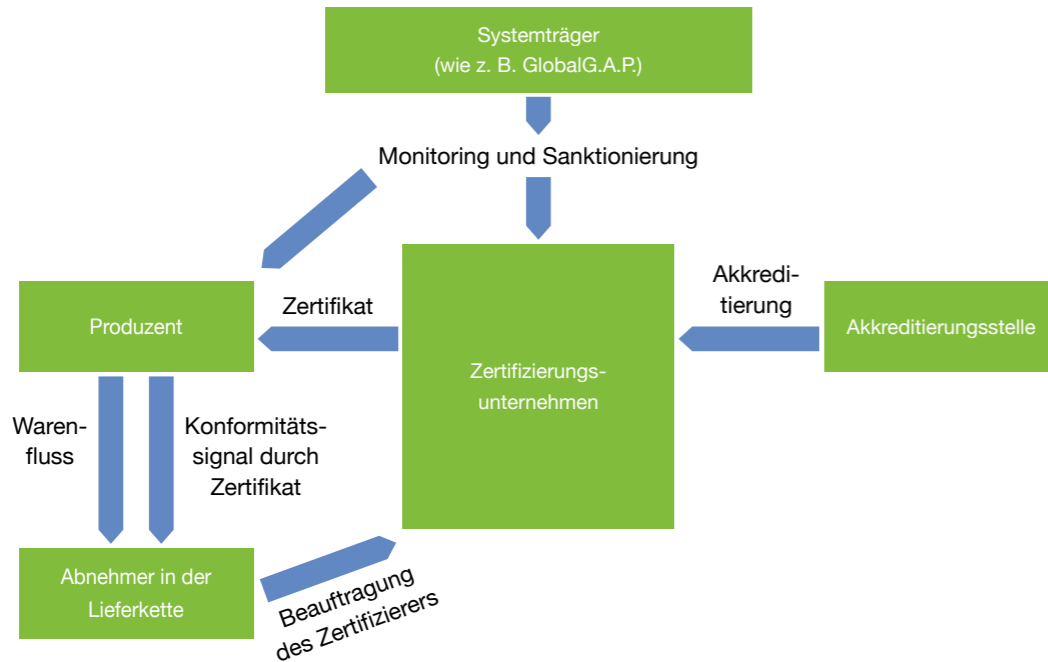 Systemträger
(wie z. B. GlobalG.A.P.)
Monitoring und Sanktionierung
Produzent
Zertifikat
Zertifizierungs-
unternehmen
Akkredi-
tierung
Akkreditierungsstelle
Waren-
fluss
Konformitäts-
signal durch
Zertifikat
Abnehmer in der
Lieferkette
Beauftragung
des Zertifizierers